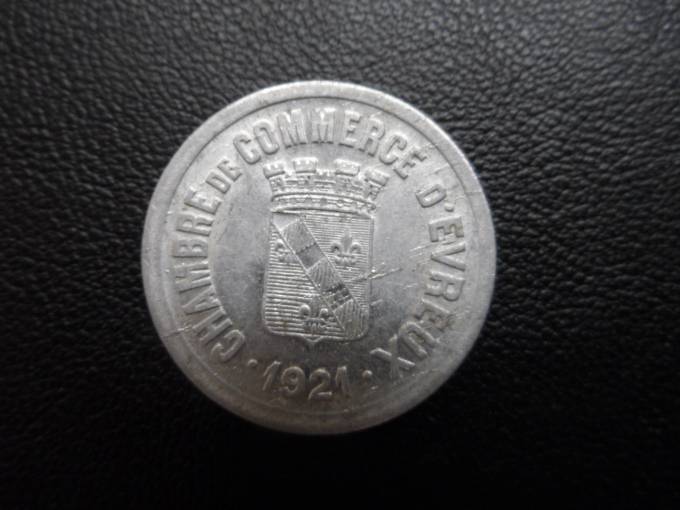 · CHAMBRE DE COMMERCE D'EVREUX ·
1921